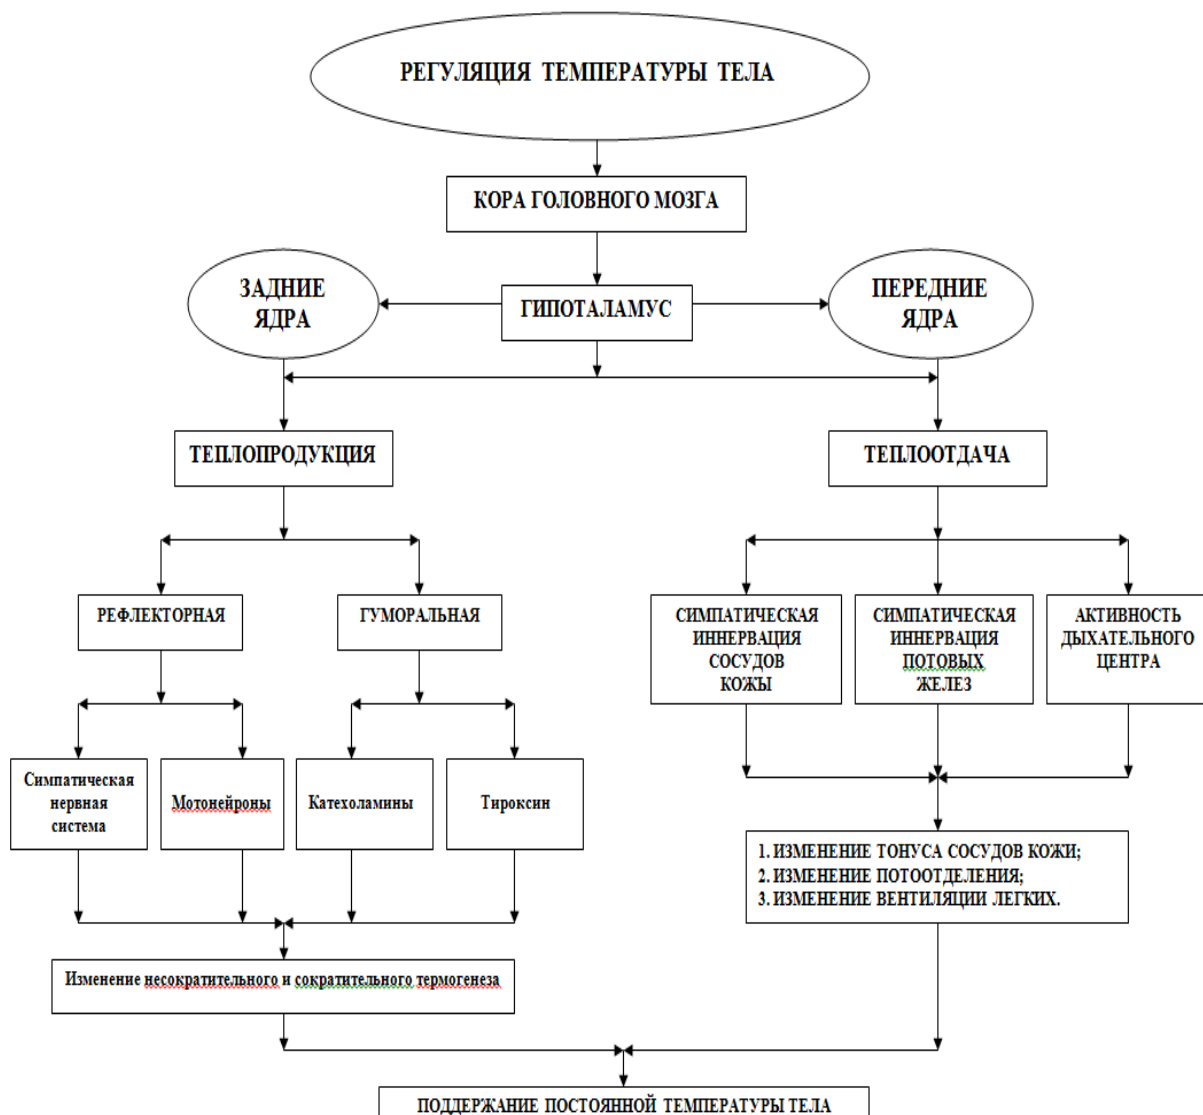 РЕГУЛЯЦИЯ ТЕМПЕРАТУРЫ ТЕЛА
КОРА ГОЛОВНОГО МОЗГА
ЗАДНИЕ
ЯДРА
ГИПОТАЛАМУС
ПЕРЕДНИЕ
ЯДРА
ТЕПЛОПРОДУКЦИЯ
ТЕПЛООТДАЧА
РЕФЛЕКТОРНАЯ
ГУМОРАЛЬНАЯ
СИМПАТИЧЕСКАЯ
ИННЕРВАЦИЯ
СОСУДОВ
КОЖЫ
СИМПАТИЧЕСКАЯ
ИННЕРВАЦИЯ
ПОТОВЫХ
ЖЕЛЕЗ
АКТИВНОСТЬ
ДЫХАТЕЛЬНОГО
ЦЕНТРА
Симпатическая
нервная
система
Мотонейроны
Катехоламины
Тироксин
1. ИЗМЕНЕНИЕ ТОНУСА СОСУДОВ КОЖИ;
2. ИЗМЕНЕНИЕ ПОТООТДЕЛЕНИЯ;
3. ИЗМЕНЕНИЕ ВЕНТИЛЯЦИИ ЛЕГКИХ.
Изменение несократительного и сократительного термогенеза
ПОДДЕРЖАНИЕ ПОСТОЯННОЙ ТЕМПЕРАТУРЫ ТЕЛА